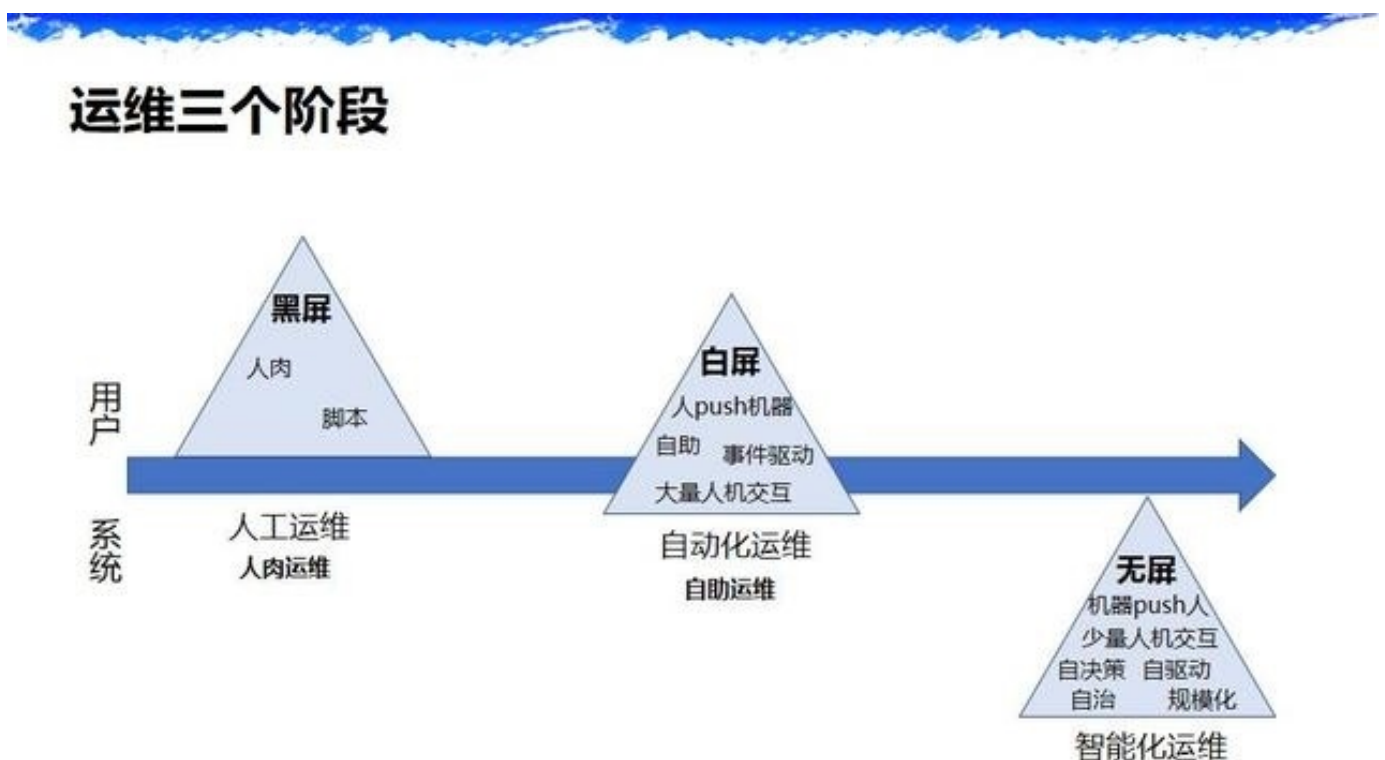 运维三个阶段
黑屏
人肉
脚本
用户
系统
人工运维
人肉运维
白屏
人push机器
自助 事件驱动
大量人机交互
自动化运维
自助运维
无屏
机器push人
少量人机交互
自决策 自驱动
自治 规模化
智能化运维